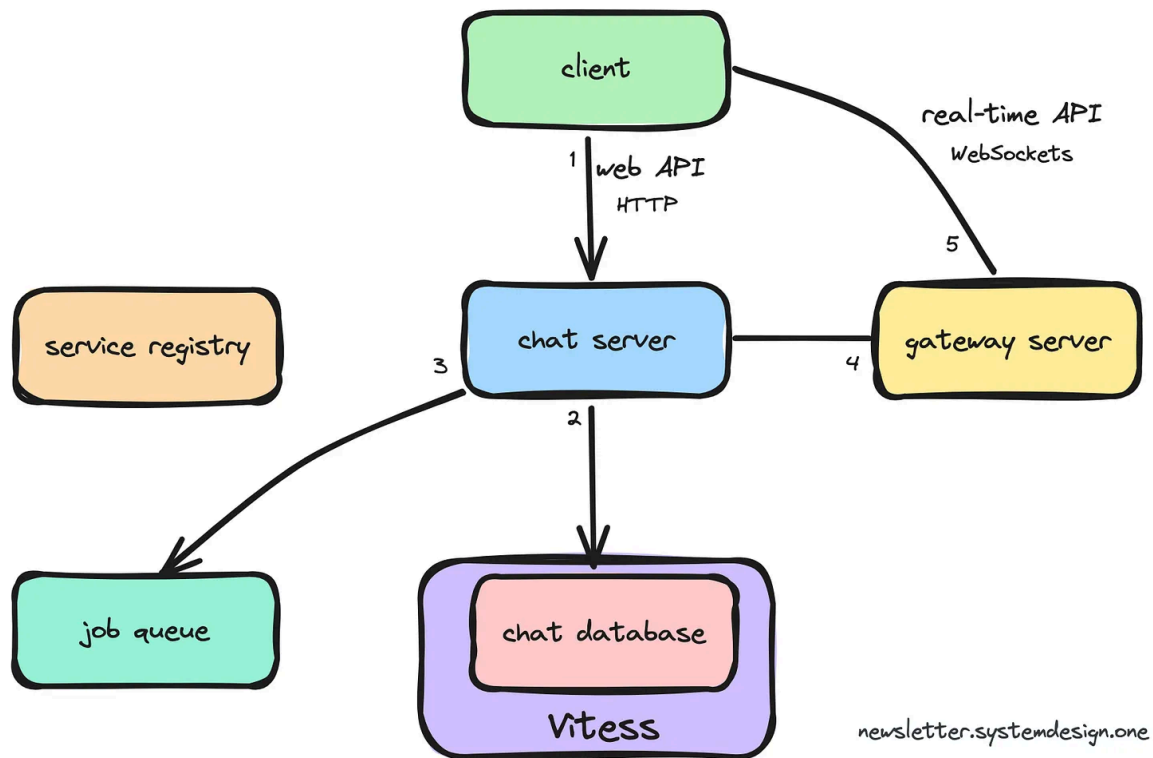 client
real-time API
WebSockets
1
web API
HTTP
5
service registry
chat server
gateway server
3
4
2
job queue
chat database
Vitess
newsletter.systemdesign.one